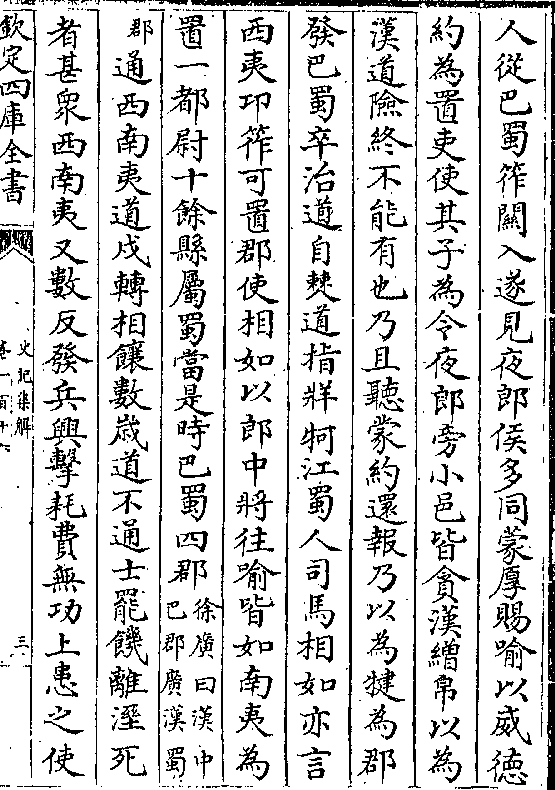 人從巴蜀筰關入遂見夜郎侯多同蒙厚賜喻以威徳
約為置吏使其子為令夜郎旁小邑皆貪漢繒帛以為
漢道險終不能有也乃且聽蒙約還報乃以為犍為郡
發巴蜀卒治道自僰道指牂牁江蜀人司馬相如亦言
西夷卭筰可置郡使相如以郎中將往喻皆如南夷為
置一都尉十餘縣屬蜀當是時巴蜀四郡
徐廣曰漢中
巴郡廣漢蜀
郡
通西南夷道戍轉相饟數歳道不通士罷餓離溼死
者甚衆西南夷又數反發兵興擊耗費無功上患之使
欽定四庫全書
史記集解
卷一百十六
三